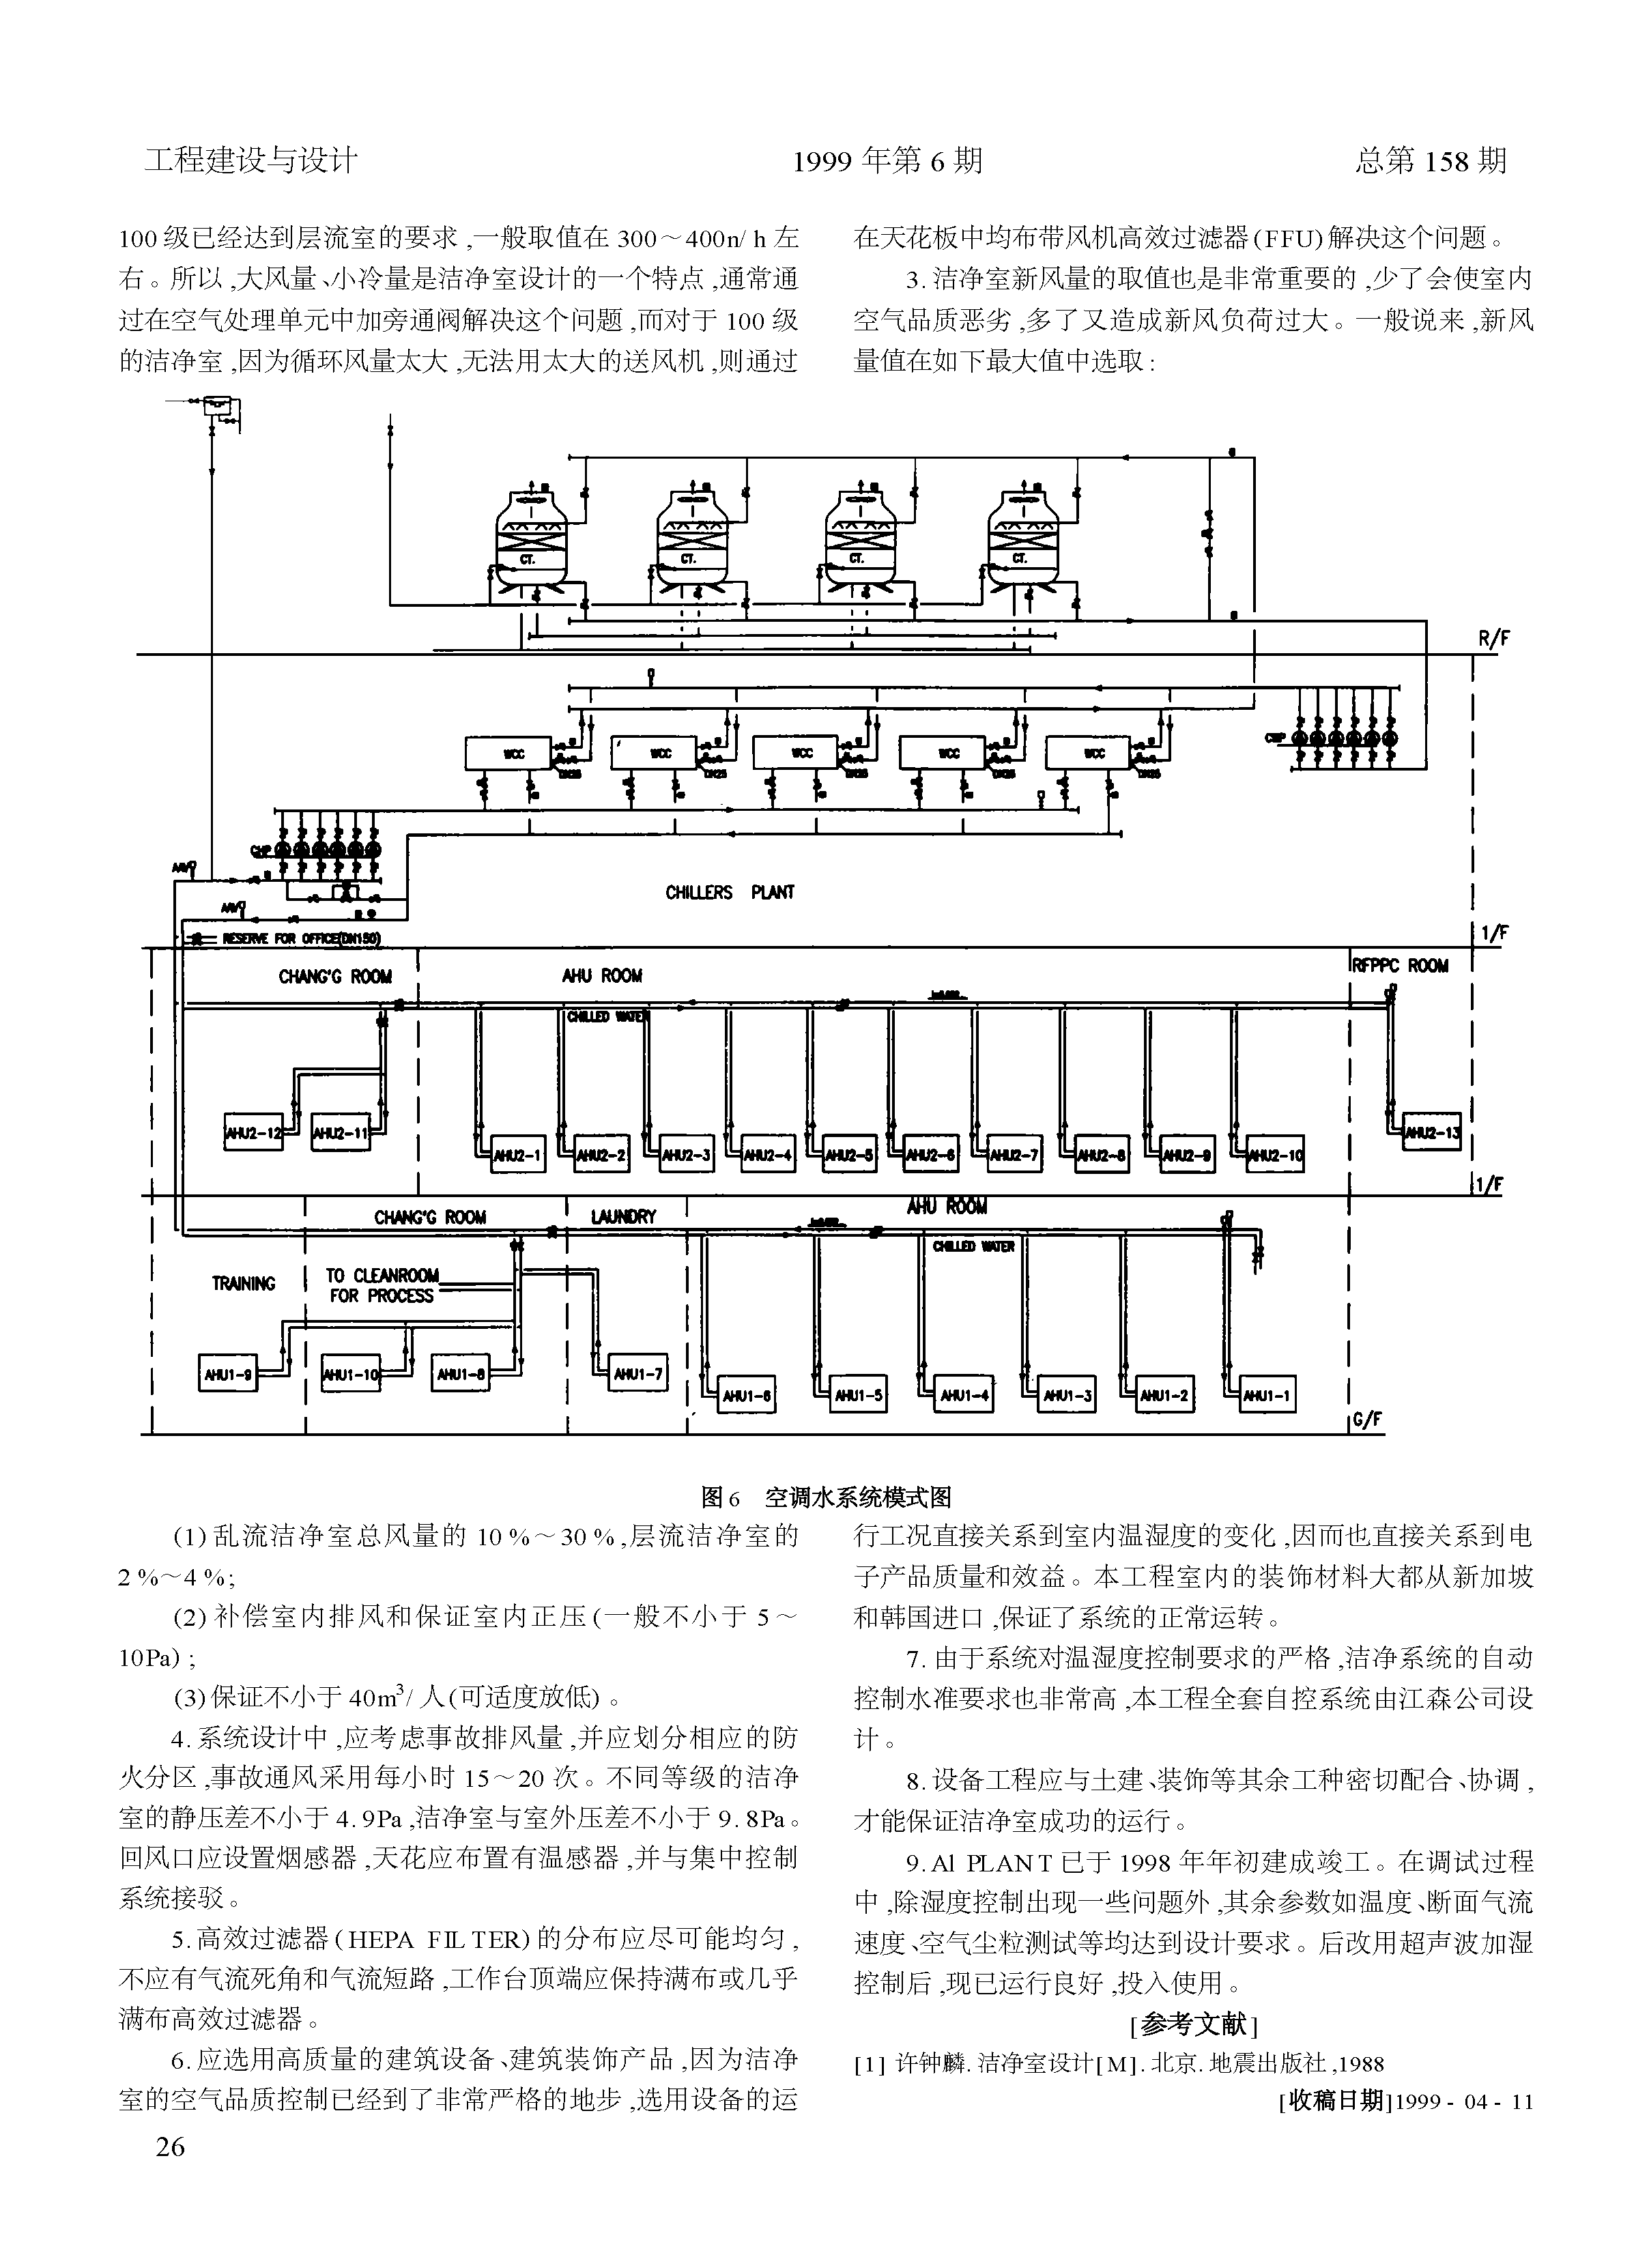 工程建设与设计 1999 年第 6 期 总第 158 期
100 级已经达到层流室的要求,一般取值在 300～400n/ h 左
右。所以,大风量、小冷量是洁净室设计的一个特点,通常通
过在空气处理单元中加旁通阀解决这个问题,而对于 100 级
的洁净室,因为循环风量太大,无法用太大的送风机,则通过
在天花板中均布带风机高效过滤器(FFU)解决这个问题。
3. 洁净室新风量的取值也是非常重要的,少了会使室内
空气品质恶劣,多了又造成新风负荷过大。一般说来,新风
量值在如下最大值中选取:
CT. CT. CT. CT.
R/F
WCC WCC WCC WCC WCC
DN25 DN25 DN25 DN25 DN25
CWP
CHP
AAV
CHILLERS PLANT
AAV
RESERVE FOR OFFICE(DN150)
1/F
CHANG'G ROOM AHU ROOM RFPPC ROOM
CHILLED WATER
AHU2-12 AHU2-11 AHU2-13
AHU2-1 AHU2-2 AHU2-3 AHU2-4 AHU2-5 AHU2-6 AHU2-7 AHU2-8 AHU2-9 AHU2-10
1/F
CHANG'G ROOM LAUNDRY AHU ROOM
CHILLED WATER
TRAINING TO CLEANROOM
FOR PROCESS
AHU1-9 AHU1-10 AHU1-8 AHU1-7
AHU1-6 AHU1-5 AHU1-4 AHU1-3 AHU1-2 AHU1-1
G/F
图 6 空调水系统模式图
(1)乱流洁净室总风量的 10 %～30 %,层流洁净室的
2 %～4 %;
(2)补偿室内排风和保证室内正压(一般不小于 5～
10Pa) ;
(3)保证不小于 40m³/ 人(可适度放低) 。
4. 系统设计中,应考虑事故排风量,并应划分相应的防
火分区,事故通风采用每小时 15～20 次。不同等级的洁净
室的静压差不小于 4. 9Pa ,洁净室与室外压差不小于 9. 8Pa。
回风口应设置烟感器,天花应布置有温感器,并与集中控制
系统接驳。
5. 高效过滤器(HEPA FILTER)的分布应尽可能均匀,
不应有气流死角和气流短路,工作台顶端应保持满布或几乎
满布高效过滤器。
6. 应选用高质量的建筑设备、建筑装饰产品,因为洁净
室的空气品质控制已经到了非常严格的地步,选用设备的运
行工况直接关系到室内温湿度的变化,因而也直接关系到电
子产品质量和效益。本工程室内的装饰材料大都从新加坡
和韩国进口,保证了系统的正常运转。
7. 由于系统对温湿度控制要求的严格,洁净系统的自动
控制水准要求也非常高,本工程全套自控系统由江森公司设
计。
8. 设备工程应与土建、装饰等其余工种密切配合、协调,
才能保证洁净室成功的运行。
9. Al PLANT 已于 1998 年年初建成竣工。在调试过程
中,除湿度控制出现一些问题外,其余参数如温度、断面气流
速度、空气尘粒测试等均达到设计要求。后改用超声波加湿
控制后,现已运行良好,投入使用。
[参考文献]
[1] 许钟麟. 洁净室设计[M]. 北京. 地震出版社,1988
[收稿日期]1999 - 04 - 11
26